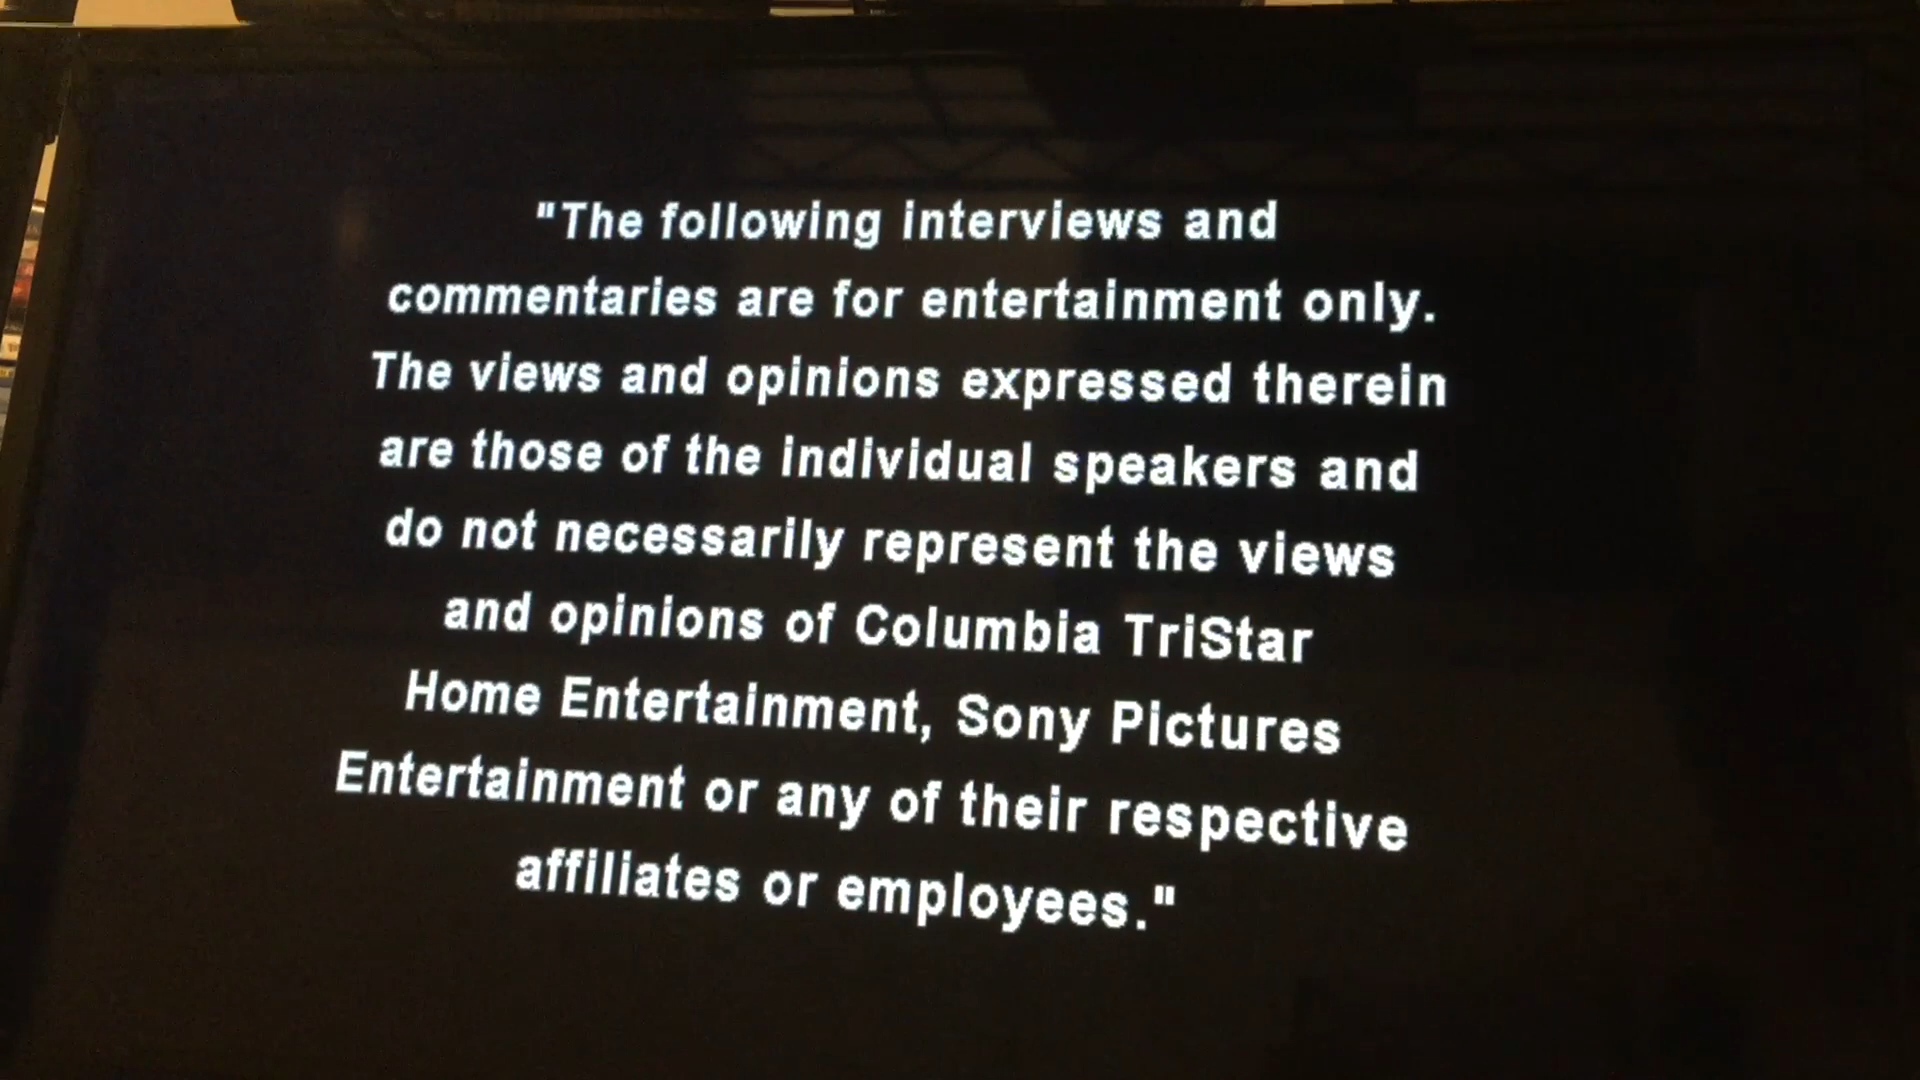 "The following interviews and
commentaries are for entertainment only.
The views and opinions expressed therein
are those of the individual speakers and
do not necessarily represent the views
and opinions of Columbia TriStar
Home Entertainment, Sony Pictures
Entertainment or any of their respective
affiliates or employees."